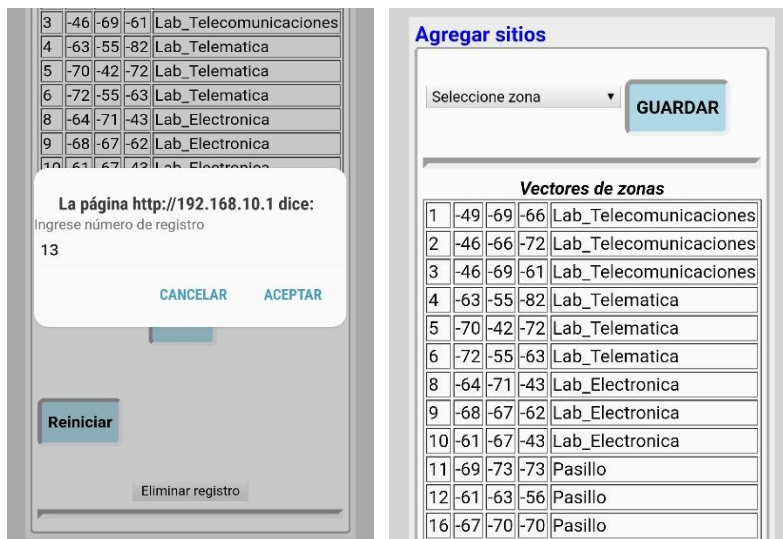 3 -46 -69 -61 Lab_Telecomunicaciones
4 -63 -55 -82 Lab_Telematica
5 -70 -42 -72 Lab_Telematica
6 -72 -55 -63 Lab_Telematica
8 -64 -71 -43 Lab_Electronica
9 -68 -67 -62 Lab_Electronica
10 -61 -67 -43 Lab_Electronica
La página http://192.168.10.1 dice:
Ingrese número de registro
13
CANCELAR ACEPTAR
Reiniciar
Eliminar registro
Agregar sitios
Seleccione zona
GUARDAR
Vectores de zonas
1 -49 -69 -66 Lab_Telecomunicaciones
2 -46 -66 -72 Lab_Telecomunicaciones
3 -46 -69 -61 Lab_Telecomunicaciones
4 -63 -55 -82 Lab_Telematica
5 -70 -42 -72 Lab_Telematica
6 -72 -55 -63 Lab_Telematica
8 -64 -71 -43 Lab_Electronica
9 -68 -67 -62 Lab_Electronica
10 -61 -67 -43 Lab_Electronica
11 -69 -73 -73 Pasillo
12 -61 -63 -56 Pasillo
16 -67 -70 -70 Pasillo